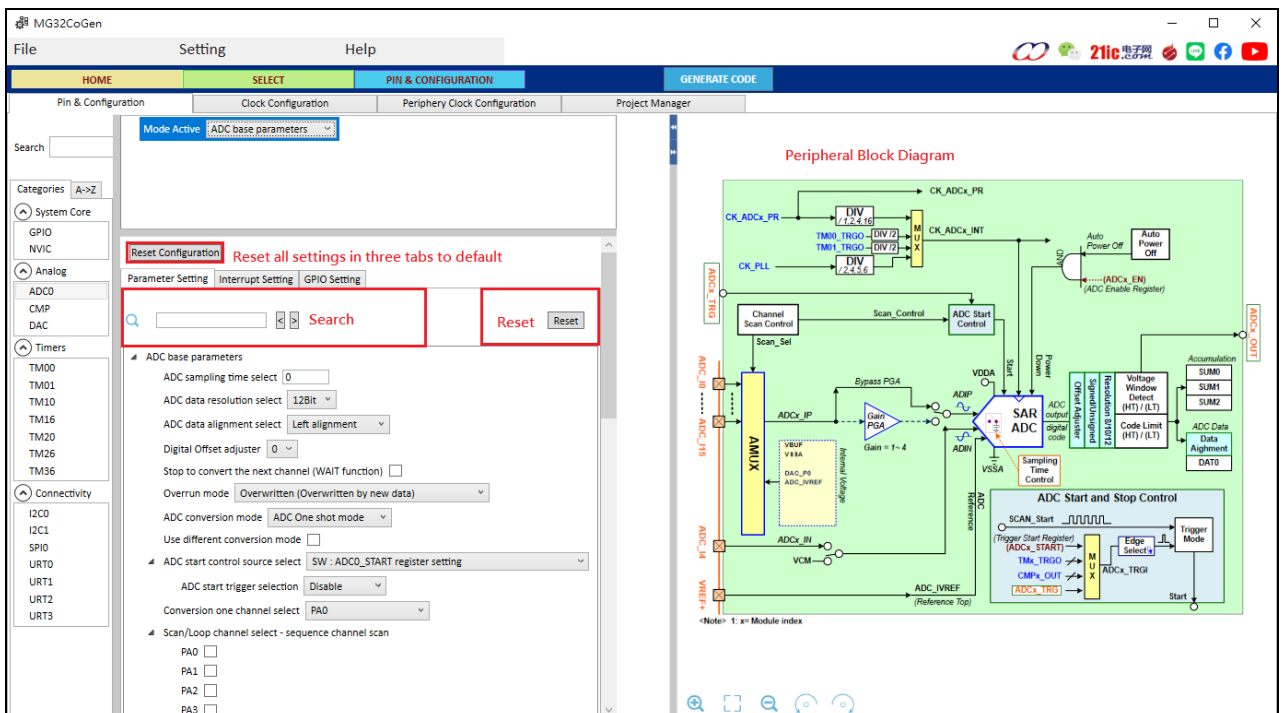 MG32CoGen
File Setting Help
21ic电子网
HOME SELECT PIN & CONFIGURATION GENERATE CODE
Pin & Configuration Clock Configuration Periphery Clock Configuration Project Manager
Search
Categories A->Z
System Core
GPIO
NVIC
Analog
ADC0
CMP
DAC
Timers
TM00
TM01
TM10
TM16
TM20
TM26
TM36
Connectivity
I2C0
I2C1
SPI0
URT0
URT1
URT2
URT3
Mode Active ADC base parameters
Reset Configuration Reset all settings in three tabs to default
Parameter Setting Interrupt Setting GPIO Setting
< > Search Reset Reset
ADC base parameters
ADC sampling time select 0
ADC data resolution select 12Bit
ADC data alignment select Left alignment
Digital Offset adjuster 0
Stop to convert the next channel (WAIT function)
Overrun mode Overwritten (Overwritten by new data)
ADC conversion mode ADC One shot mode
Use different conversion mode
ADC start control source select SW : ADC0_START register setting
ADC start trigger selection Disable
Conversion one channel select PA0
Scan/Loop channel select - sequence channel scan
PA0
PA1
PA2
PA3
Peripheral Block Diagram
CK_ADCx_PR
CK_ADCx_PR
DIV
/ 1,2,4,16
TM00_TRGO DIV /2
TM01_TRGO DIV /2
CK_PLL
DIV
/2,4,5,6
MUX
CK_ADCx_INT
Auto
Power Off
Auto
Power
Off
AND
(ADCx_EN)
(ADC Enable Register)
ADCx_TRG
Channel
Scan Control
Scan_Control
ADC Start
Control
Scan_Sel
Start
Power
Down
ADCx_OUT
ADC_I0
ADC_I15
AMUX
ADCx_IP
Bypass PGA
Gain
PGA
Gain = 1~4
VBUF
DAC_P0
ADC_IVREF
Internal Voltage
VDDA
ADIP
ADIN
SAR
ADC
VSSA
ADC
output
digital
code
Sampling
Time
Control
Offset Adjuster
Signed/Unsigned
Resolution 8/10/12
Voltage
Window
Detect
(HT) / (LT)
Code Limit
(HT) / (LT)
Accumulation
SUM0
SUM1
SUM2
ADC Data
Data
Aighment
DAT0
ADC_I4
ADCx_IN
VCM
ADC
Reference
VREF+
ADC_IVREF
(Reference Top)
ADC Start and Stop Control
SCAN_Start
(Trigger Start Register)
(ADCx_START)
TMx_TRGO
CMPx_OUT
ADCx_TRG
MUX
Edge
Select
ADCx_TRGI
Trigger
Mode
Start
<Note> 1: x= Module index